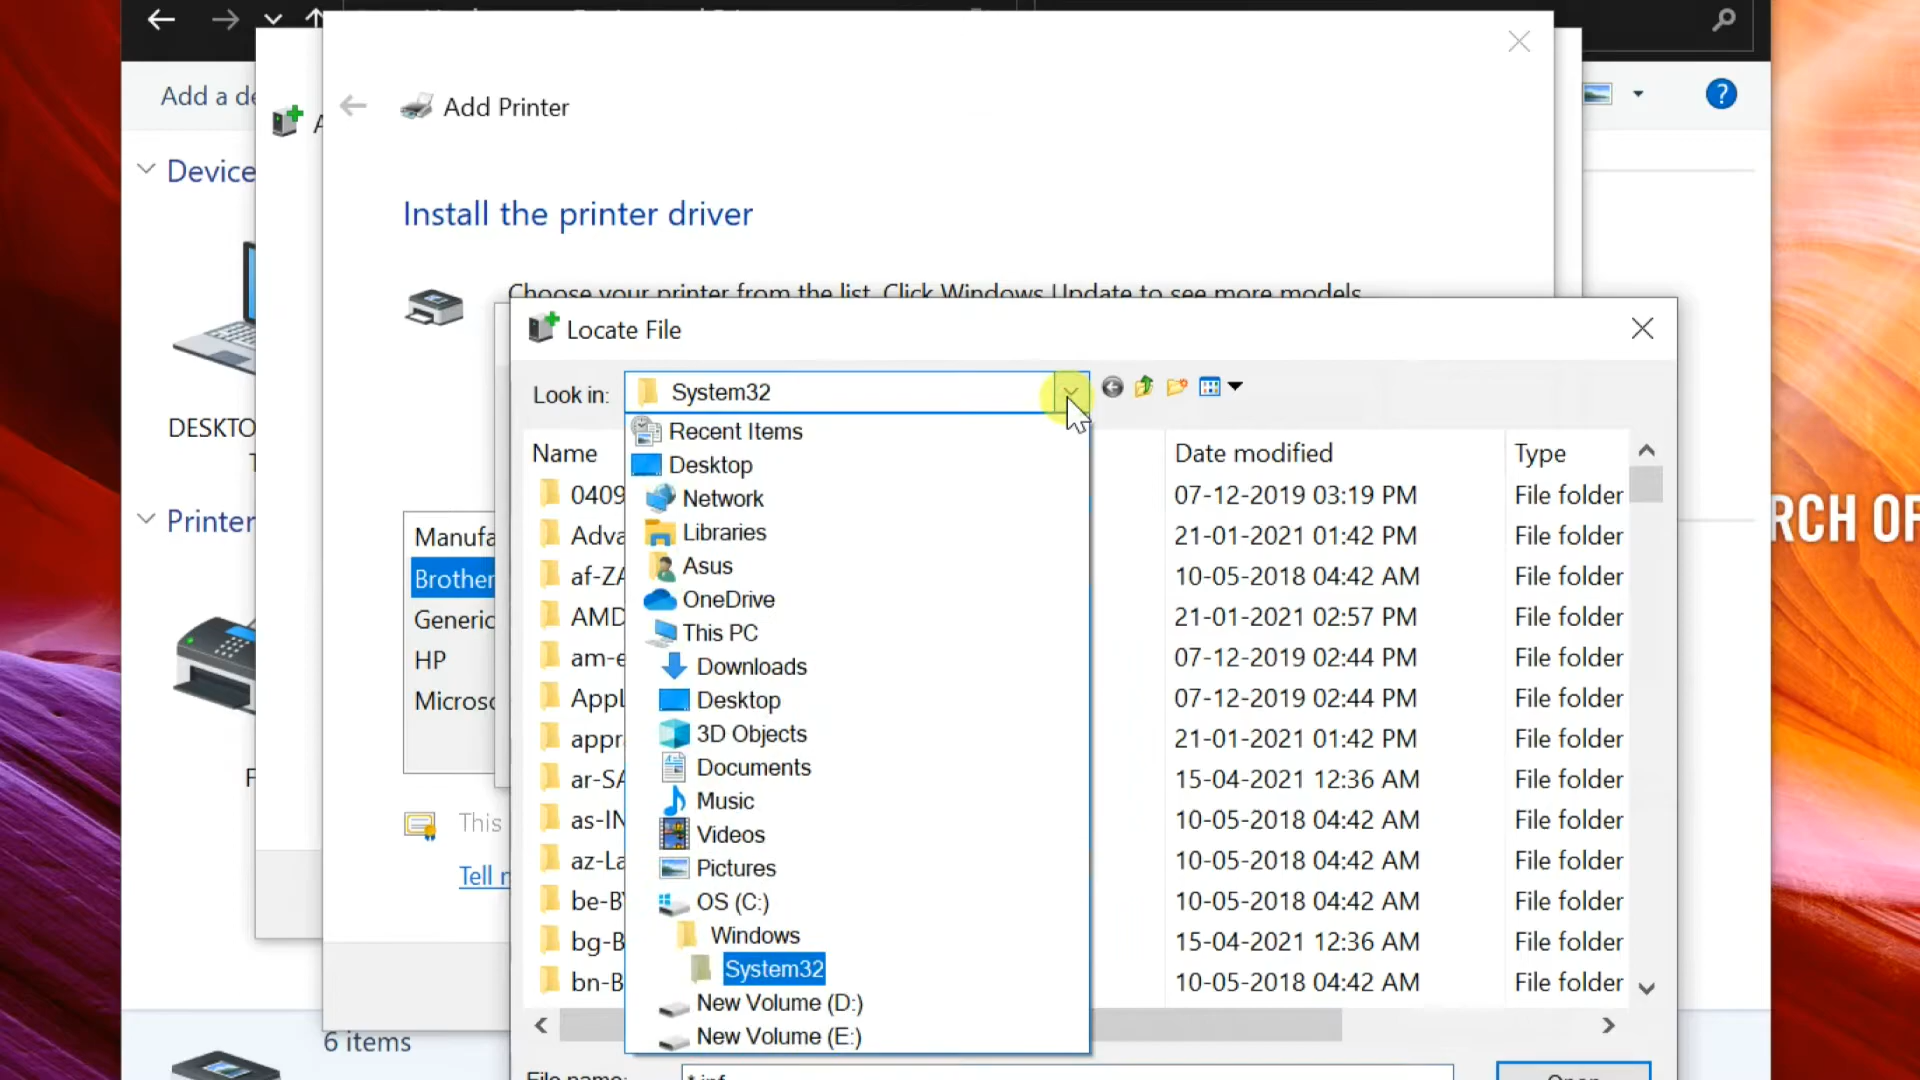 Add a de
Add Printer
Device
Install the printer driver
Choose your printer from the list. Click Windows Update to see more models.
Locate File
Look in: System32
Recent Items
Desktop
Network
Libraries
Asus
OneDrive
This PC
Downloads
Desktop
3D Objects
Documents
Music
Videos
Pictures
OS (C:)
Windows
System32
New Volume (D:)
New Volume (E:)
Name Date modified Type
0409 07-12-2019 03:19 PM File folder
Adva 21-01-2021 01:42 PM File folder
af-ZA 10-05-2018 04:42 AM File folder
AMD 21-01-2021 02:57 PM File folder
am-e 07-12-2019 02:44 PM File folder
AppL 07-12-2019 02:44 PM File folder
appr 21-01-2021 01:42 PM File folder
ar-SA 15-04-2021 12:36 AM File folder
as-IN 10-05-2018 04:42 AM File folder
az-La 10-05-2018 04:42 AM File folder
be-BY 10-05-2018 04:42 AM File folder
bg-B 15-04-2021 12:36 AM File folder
bn-B 10-05-2018 04:42 AM File folder
File name: *.inf Open
DESKTO
Printer
Manufa
Brother
Generic
HP
Microso
This
Tell
6 items
RCH OF